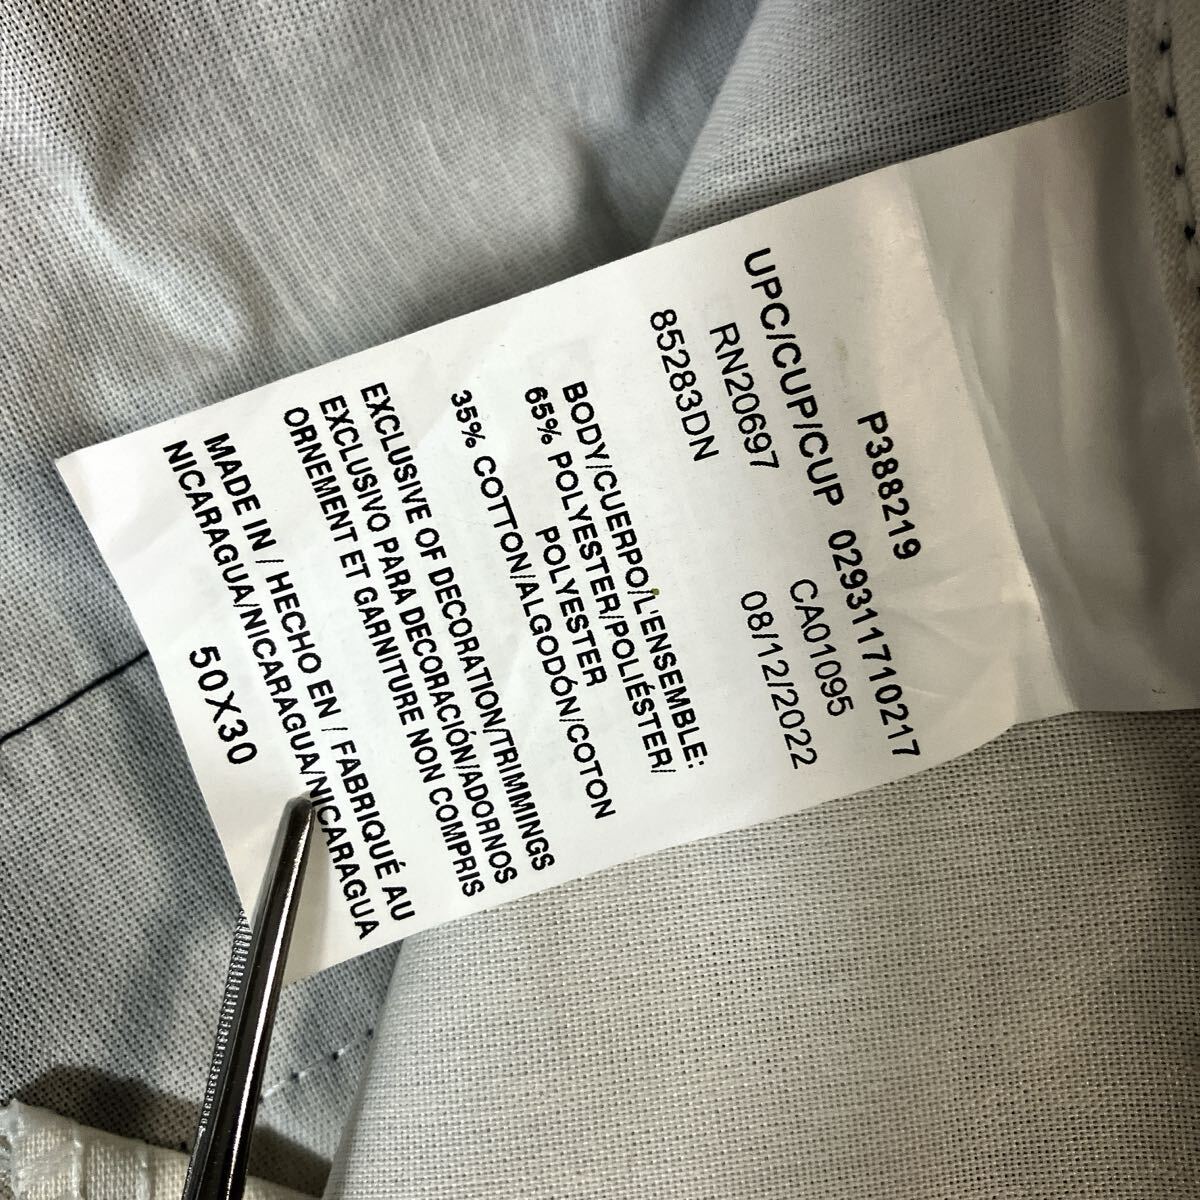 P388219
UPC/CUP/CUP 029311710217
RN20697 CA01095
85283DN 08/12/2022
BODY/CUERPO/L'ENSEMBLE:
65% POLYESTER/POLIÉSTER/
POLYESTER
35% COTTON/ALGODÓN/COTON
EXCLUSIVE OF DECORATION/TRIMMINGS
EXCLUSIVO PARA DECORACIÓN/ADORNOS
ORNEMENT ET GARNITURE NON COMPRIS
MADE IN / HECHO EN / FABRIQUÉ AU
NICARAGUA/NICARAGUA/NICARAGUA
50X30